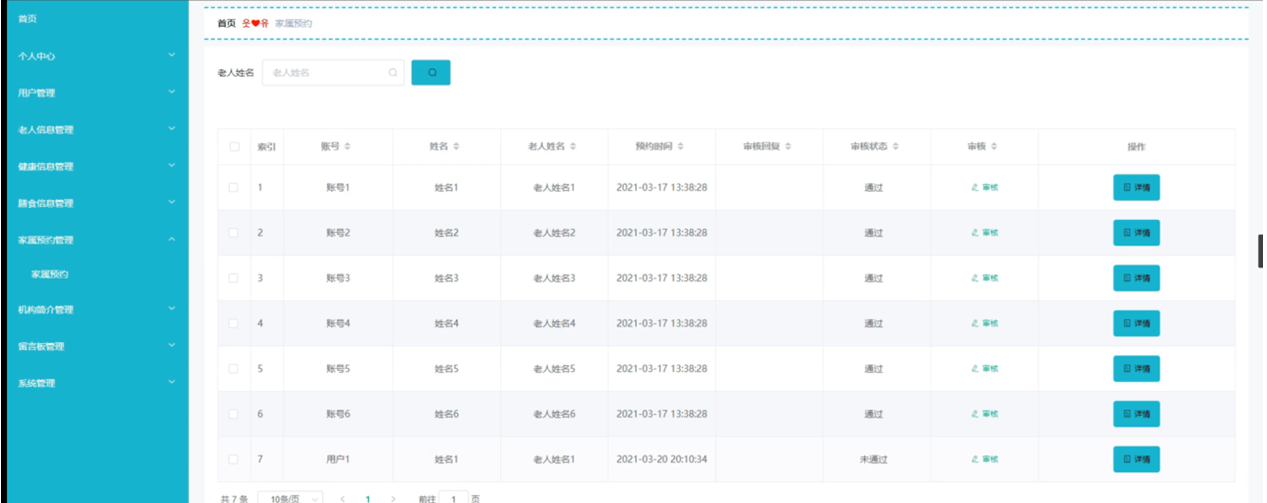 首页
个人中心
用户管理
老人信息管理
健康信息管理
膳食信息管理
家属预约管理
家属预约
机构简介管理
留言板管理
系统管理
首页 家属预约
老人姓名 老人姓名
索引 账号 姓名 老人姓名 预约时间 审核回复 审核状态 审核 操作
1 账号1 姓名1 老人姓名1 2021-03-17 13:38:28 通过 审核 详情
2 账号2 姓名2 老人姓名2 2021-03-17 13:38:28 通过 审核 详情
3 账号3 姓名3 老人姓名3 2021-03-17 13:38:28 通过 审核 详情
4 账号4 姓名4 老人姓名4 2021-03-17 13:38:28 通过 审核 详情
5 账号5 姓名5 老人姓名5 2021-03-17 13:38:28 通过 审核 详情
6 账号6 姓名6 老人姓名6 2021-03-17 13:38:28 通过 审核 详情
7 用户1 姓名1 老人姓名1 2021-03-20 20:10:34 未通过 审核 详情
共 7 条 10条/页 1 前往 1 页